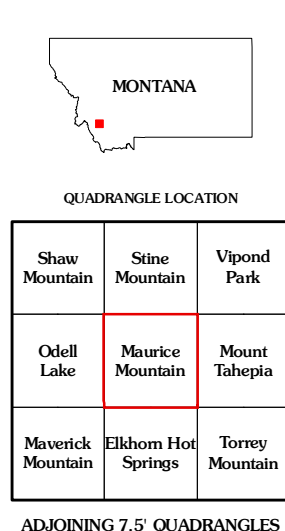 MONTANA
QUADRANGLE LOCATION
Shaw Mountain
Stine Mountain
Vipond Park
Odell Lake
Maurice Mountain
Mount Tahepia
Maverick Mountain
Elkhorn Hot Springs
Torrey Mountain
ADJOINING 7.5' QUADRANGLES